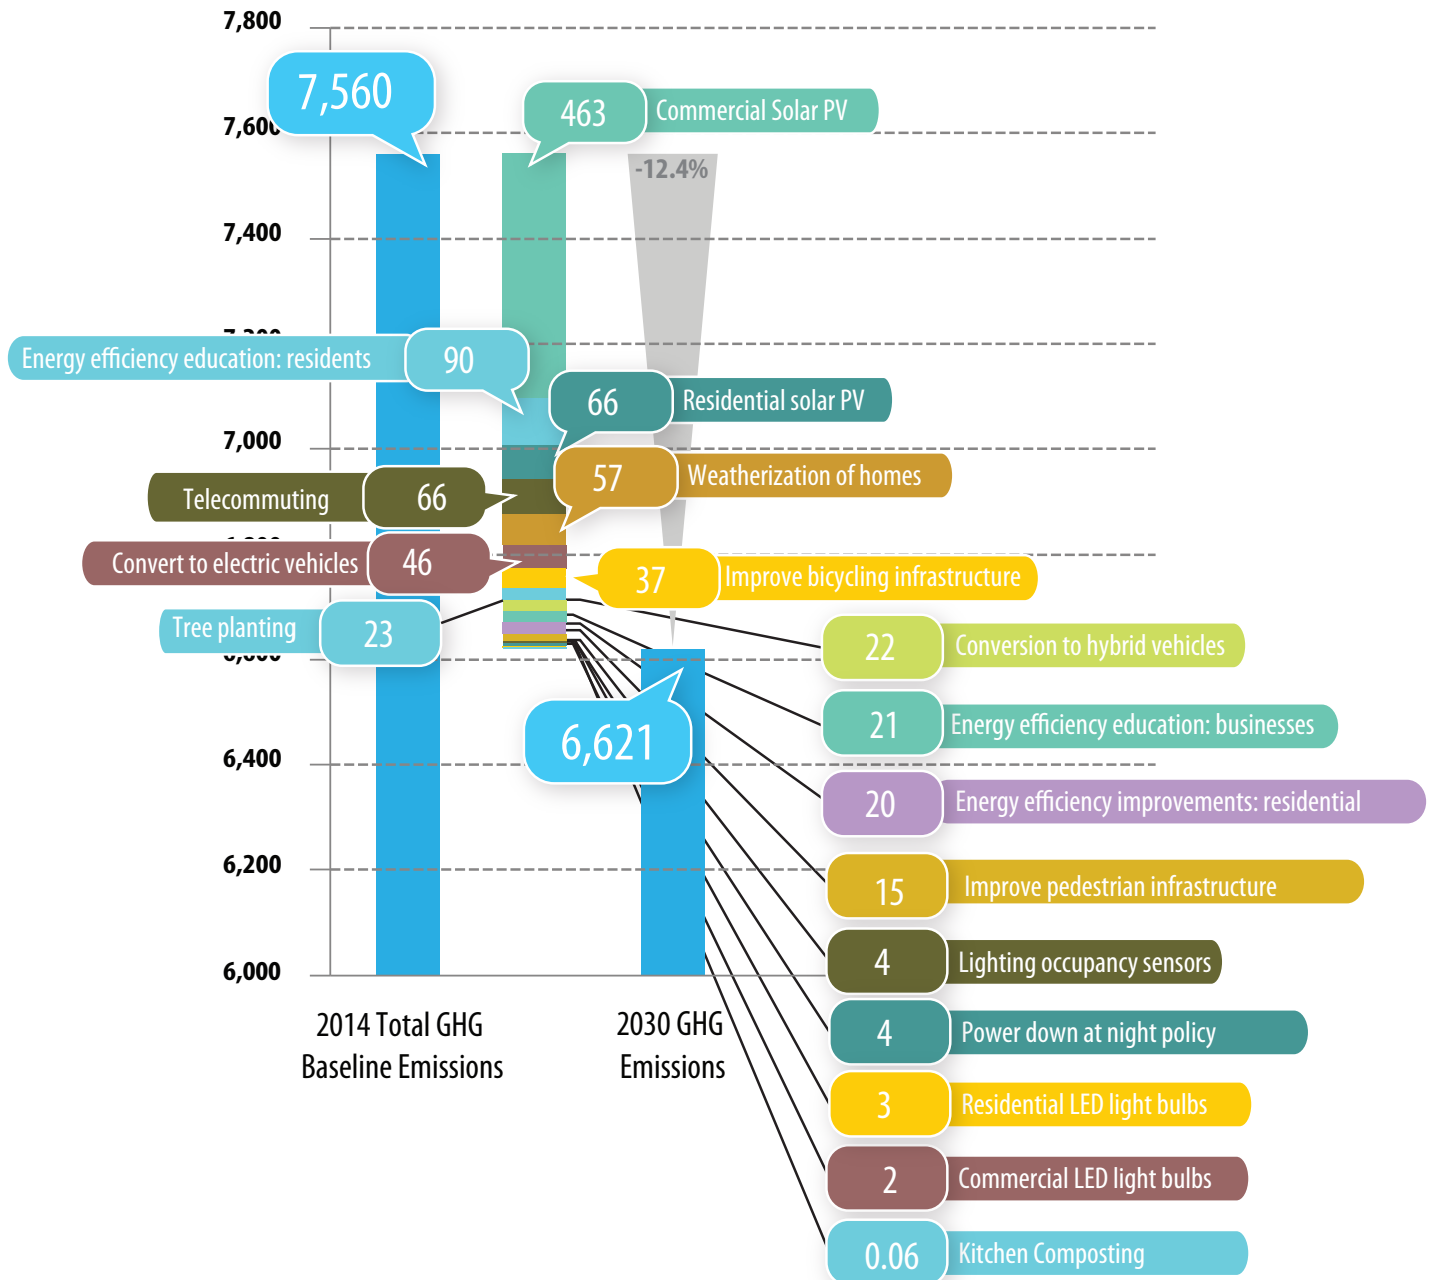 7,800
7,560
463
Commercial Solar PV
7,600
-12.4%
7,400
Energy efficiency education: residents
90
66
Residential solar PV
7,000
57
Weatherization of homes
Telecommuting
66
Convert to electric vehicles
46
37
Improve bicycling infrastructure
Tree planting
23
22
Conversion to hybrid vehicles
21
Energy efficiency education: businesses
6,621
6,400
20
Energy efficiency improvements: residential
6,200
15
Improve pedestrian infrastructure
6,000
4
Lighting occupancy sensors
2014 Total GHG
Baseline Emissions
2030 GHG
Emissions
4
Power down at night policy
3
Residential LED light bulbs
2
Commercial LED light bulbs
0.06
Kitchen Composting